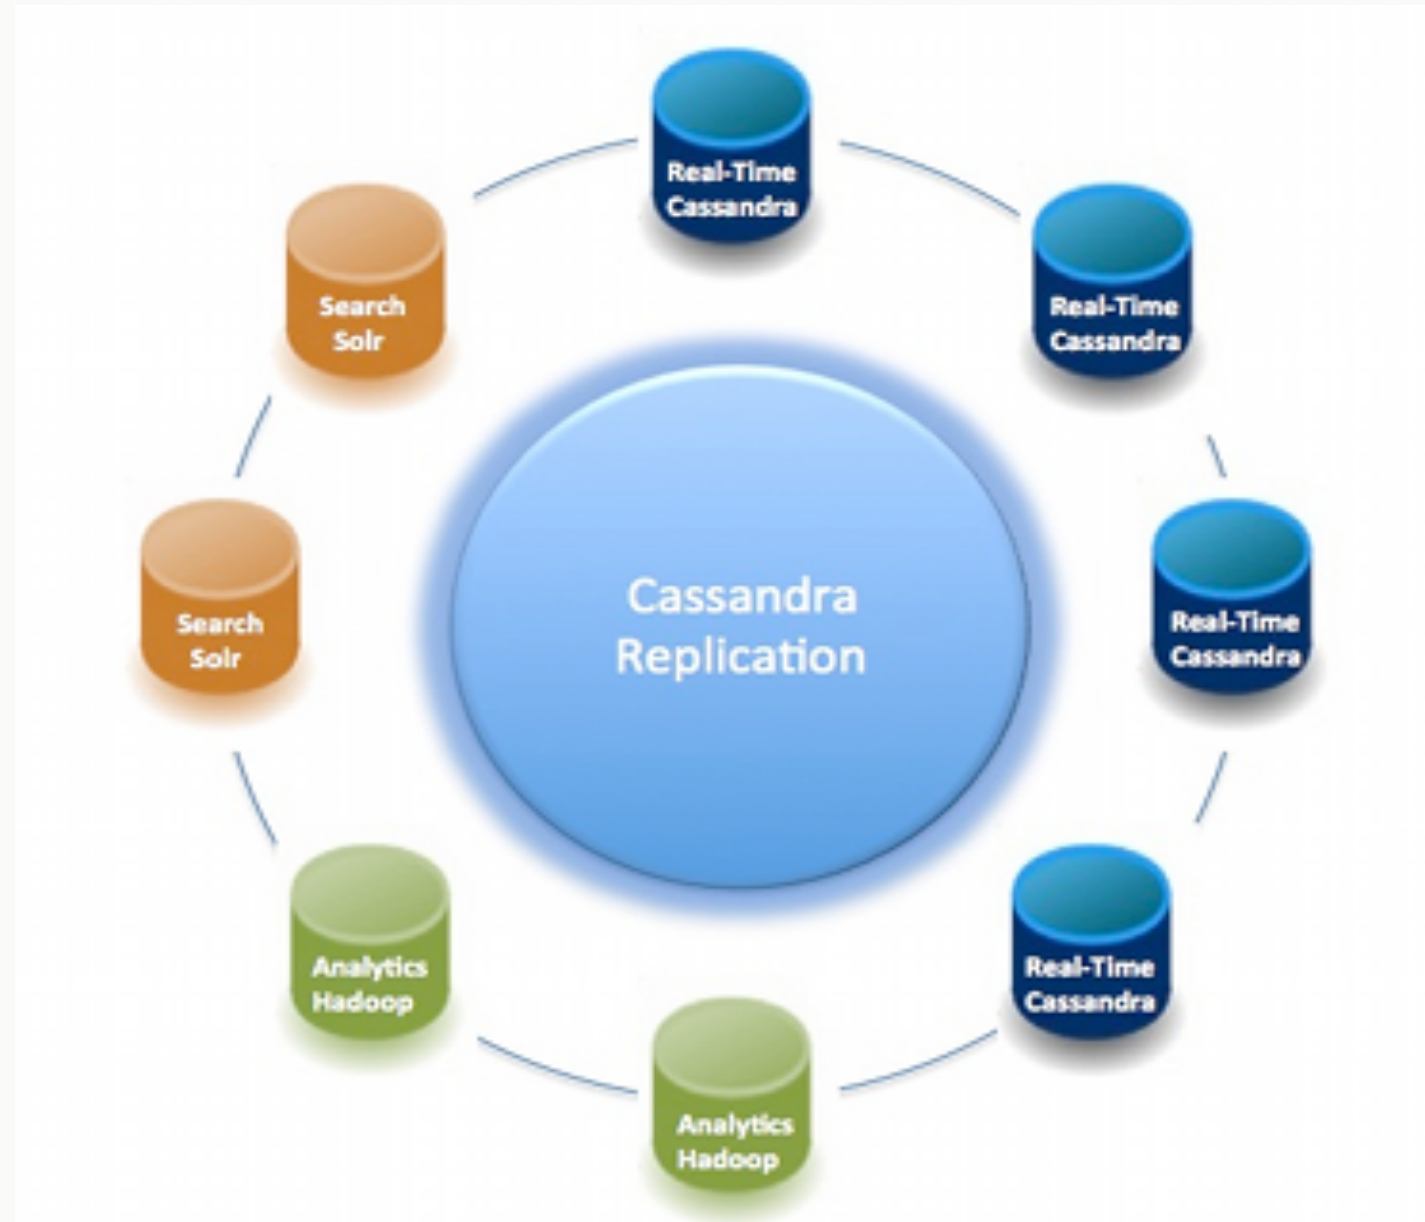 Real-Time
Cassandra
Search
Solr
Real-Time
Cassandra
Cassandra
Replication
Search
Solr
Real-Time
Cassandra
Analytics
Hadoop
Real-Time
Cassandra
Analytics
Hadoop